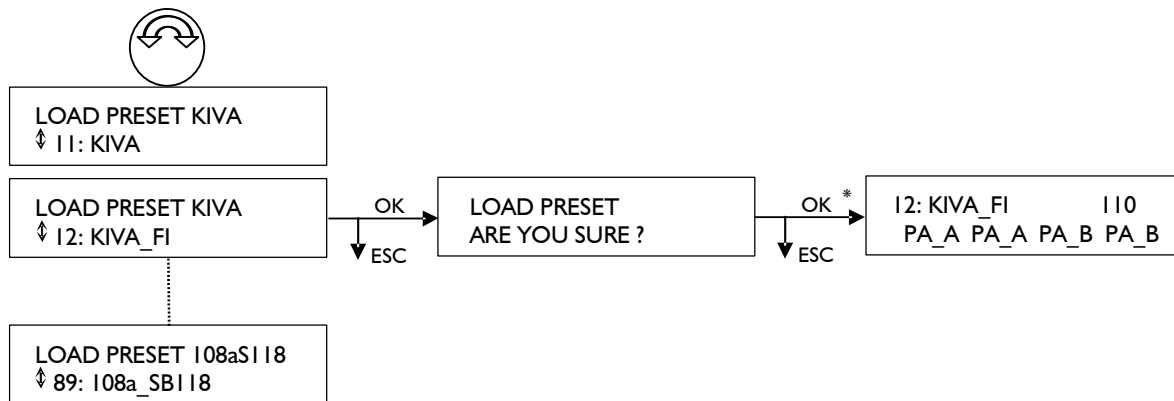 LOAD PRESET KIVA
11: KIVA
LOAD PRESET KIVA
12: KIVA_FI
OK
ESC
LOAD PRESET
ARE YOU SURE ?
OK *
ESC
12: KIVA_FI 110
PA_A PA_A PA_B PA_B
LOAD PRESET 108aS118
89: 108a_SB118